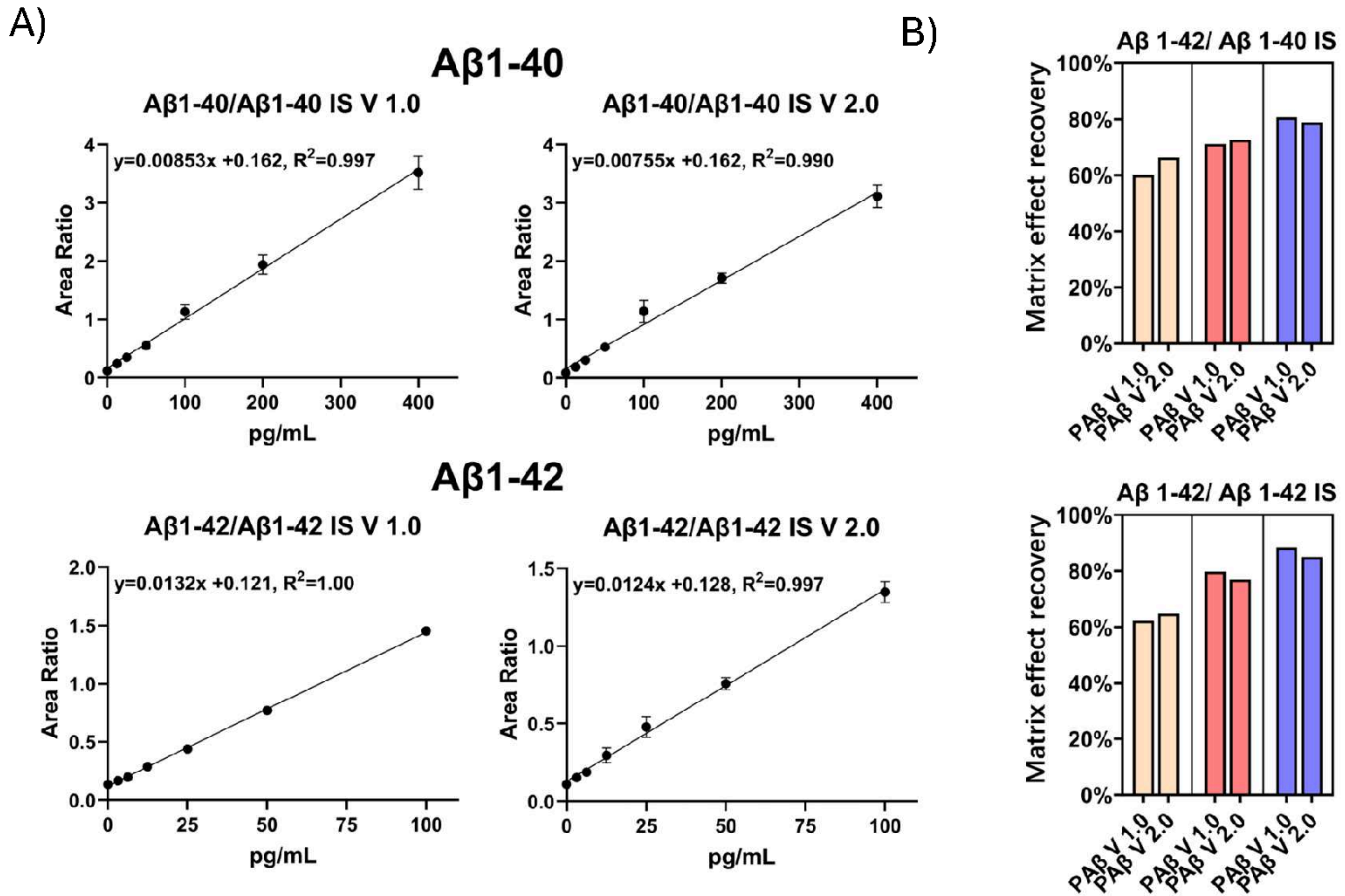 A)
Aβ1-40
Aβ1-40/Aβ1-40 IS V 1.0
y=0.00853x +0.162, R²=0.997
Area Ratio
4
3
2
1
0
0 100 200 300 400
pg/mL
Aβ1-40/Aβ1-40 IS V 2.0
y=0.00755x +0.162, R²=0.990
Area Ratio
4
3
2
1
0
0 100 200 300 400
pg/mL
Aβ1-42
Aβ1-42/Aβ1-42 IS V 1.0
y=0.0132x +0.121, R²=1.00
Area Ratio
2.0
1.5
1.0
0.5
0.0
0 25 50 75 100
pg/mL
Aβ1-42/Aβ1-42 IS V 2.0
y=0.0124x +0.128, R²=0.997
Area Ratio
1.5
1.0
0.5
0.0
0 25 50 75 100
pg/mL
B)
Aβ 1-42/ Aβ 1-40 IS
Matrix effect recovery
100%
80%
60%
40%
20%
0%
PAβ V 1.0
PAβ V 2.0
PAβ V 1.0
PAβ V 2.0
PAβ V 1.0
PAβ V 2.0
Aβ 1-42/ Aβ 1-42 IS
Matrix effect recovery
100%
80%
60%
40%
20%
0%
PAβ V 1.0
PAβ V 2.0
PAβ V 1.0
PAβ V 2.0
PAβ V 1.0
PAβ V 2.0